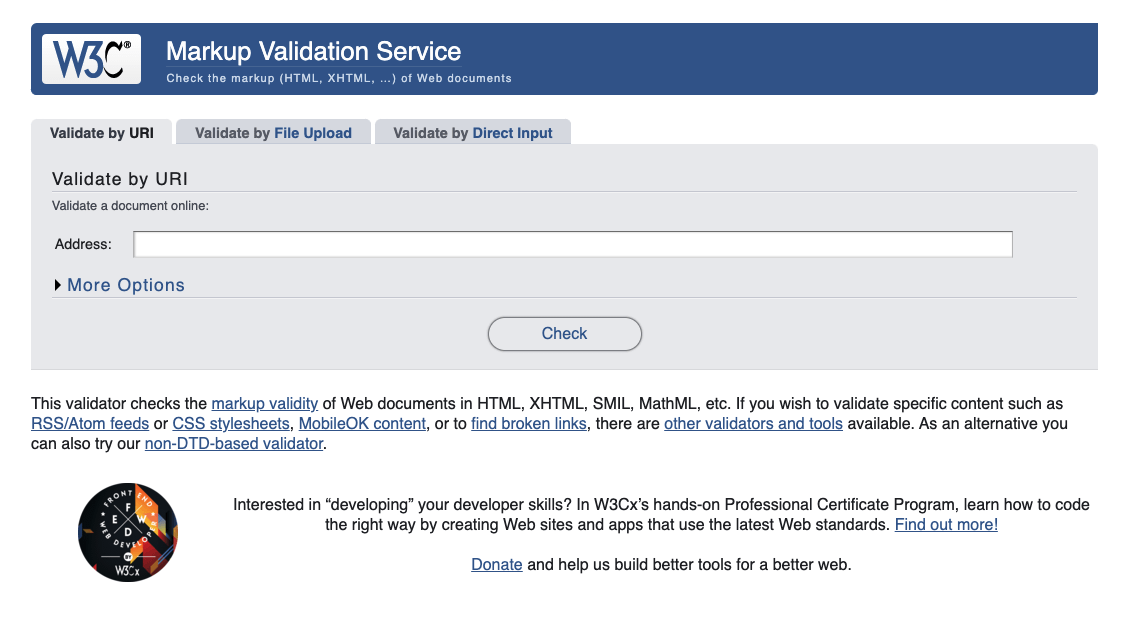 W3C®
Markup Validation Service
Check the markup (HTML, XHTML, …) of Web documents
Validate by URI
Validate by File Upload
Validate by Direct Input
Validate by URI
Validate a document online:
Address:
More Options
Check
This validator checks the markup validity of Web documents in HTML, XHTML, SMIL, MathML, etc. If you wish to validate specific content such as
RSS/Atom feeds or CSS stylesheets, MobileOK content, or to find broken links, there are other validators and tools available. As an alternative you
can also try our non-DTD-based validator.
FRONT END
F
E W
D
WEB DEVELOPER
BY
W3Cx
Interested in “developing” your developer skills? In W3Cx’s hands-on Professional Certificate Program, learn how to code
the right way by creating Web sites and apps that use the latest Web standards. Find out more!
Donate and help us build better tools for a better web.